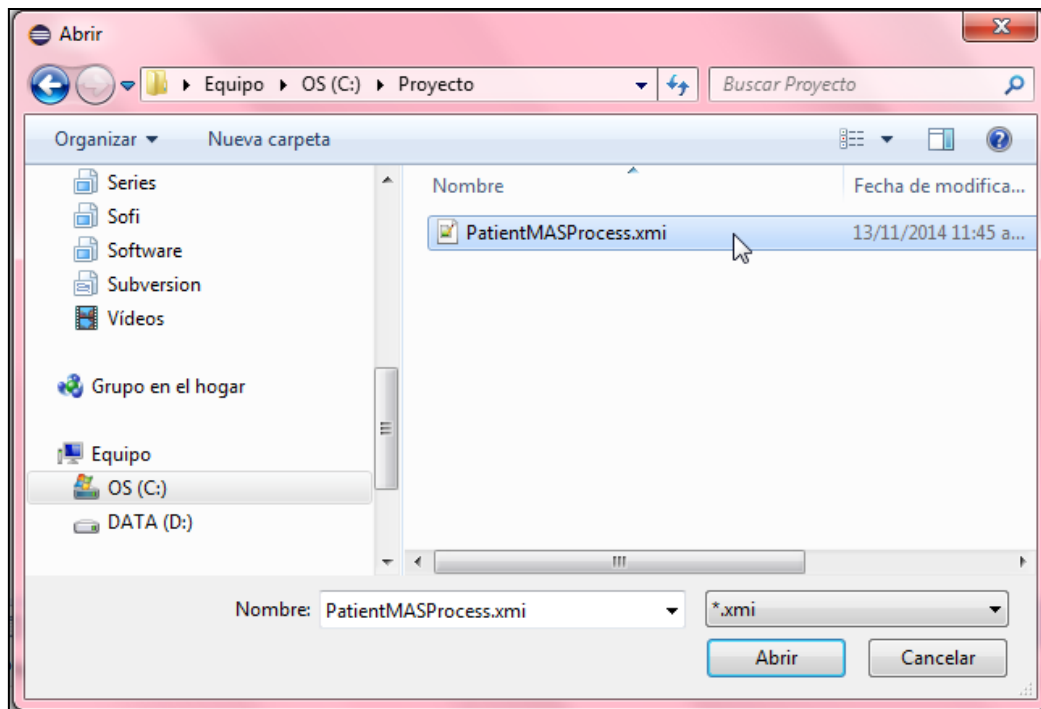 Abrir
Equipo OS (C:) Proyecto
Buscar Proyecto
Organizar Nueva carpeta
Series
Sofi
Software
Subversion
Vídeos
Grupo en el hogar
Equipo
OS (C:)
DATA (D:)
Nombre Fecha de modifica...
PatientMASProcess.xmi 13/11/2014 11:45 a...
Nombre: PatientMASProcess.xmi
*.xmi
Abrir Cancelar